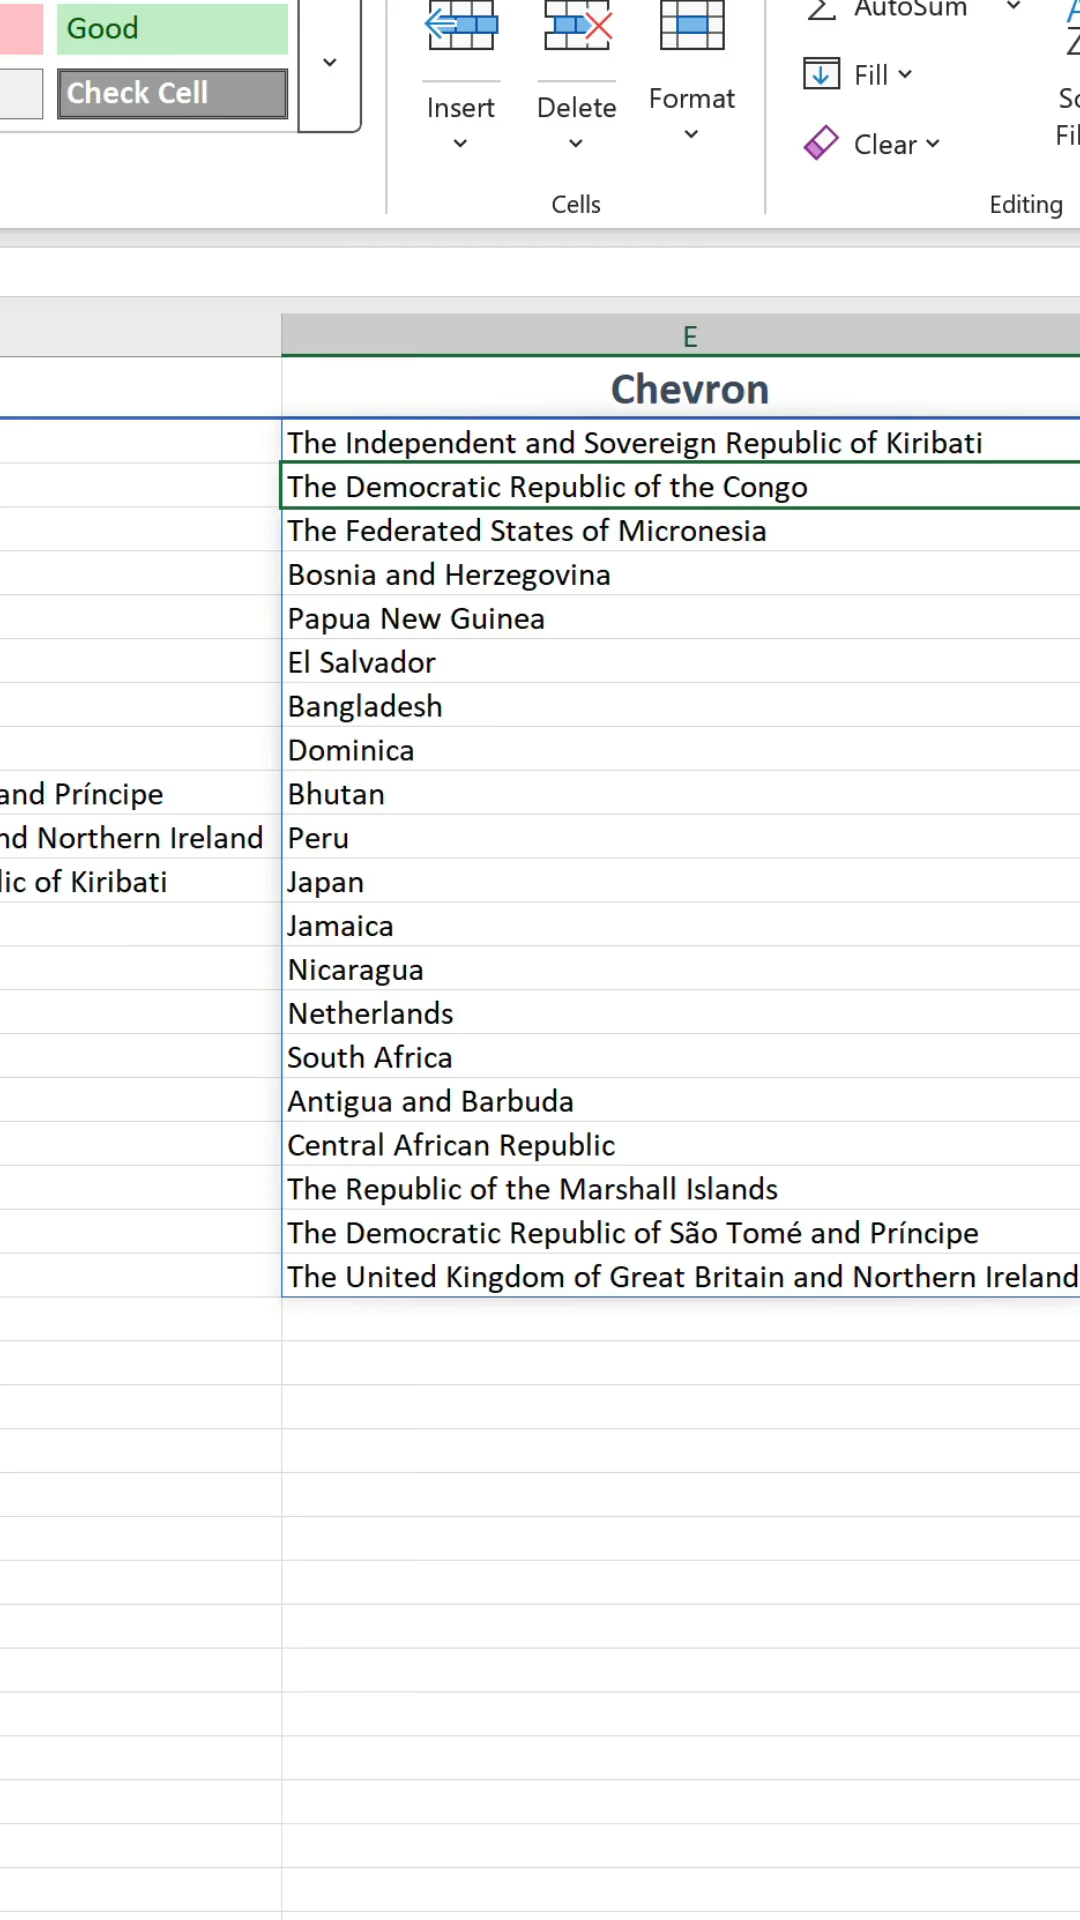 Good
Check Cell
Insert
Delete
Format
Cells
AutoSum
Fill
Clear
Editing
E
Chevron
The Independent and Sovereign Republic of Kiribati
The Democratic Republic of the Congo
The Federated States of Micronesia
Bosnia and Herzegovina
Papua New Guinea
El Salvador
Bangladesh
Dominica
and Príncipe
Bhutan
nd Northern Ireland
Peru
lic of Kiribati
Japan
Jamaica
Nicaragua
Netherlands
South Africa
Antigua and Barbuda
Central African Republic
The Republic of the Marshall Islands
The Democratic Republic of São Tomé and Príncipe
The United Kingdom of Great Britain and Northern Ireland